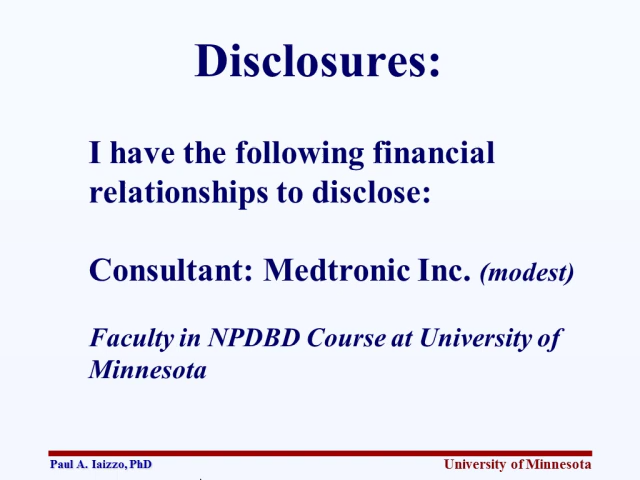 Disclosures:
I have the following financial
relationships to disclose:
Consultant: Medtronic Inc. (modest)
Faculty in NPDBD Course at University of
Minnesota
Paul A. Iaizzo, PhD
University of Minnesota